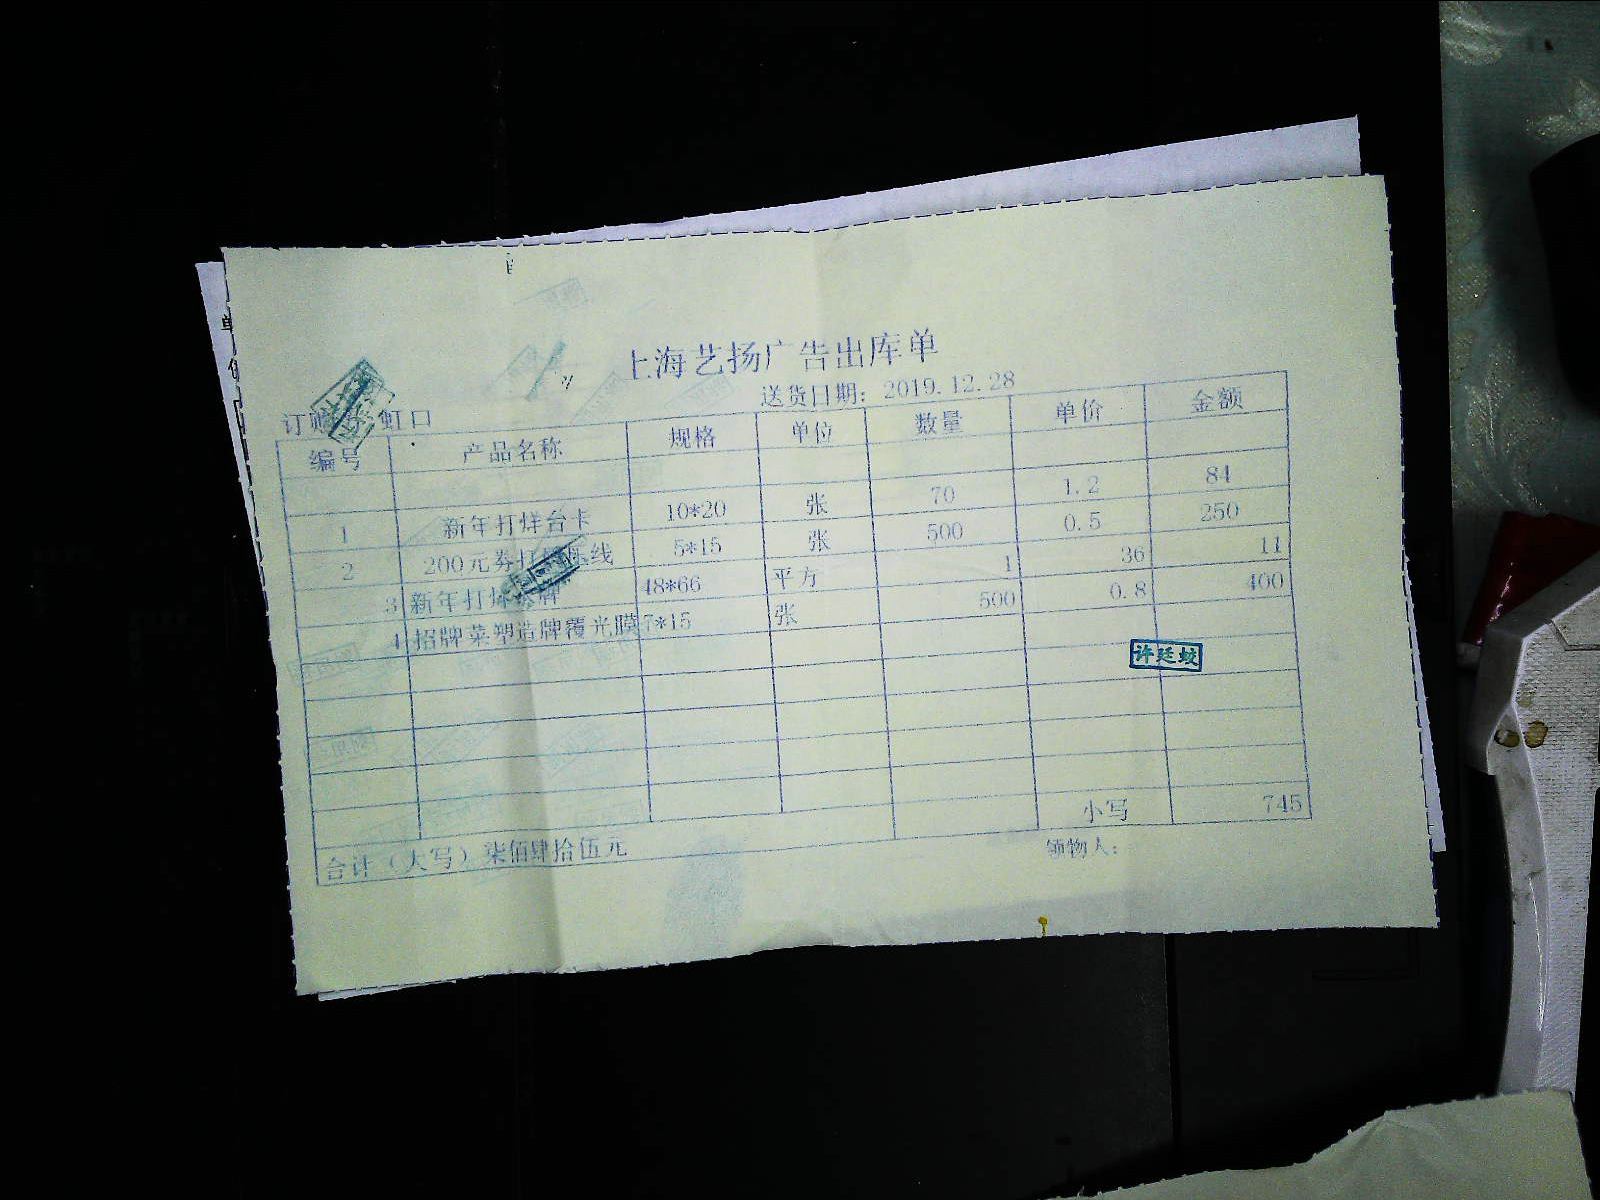 上海艺扬广告出库单
送货日期: 2019.12.28
订 虹口
编号 产品名称 规格 单位 数量 单价 金额
1 新年打烊台卡 10*20 张 70 1.2 84
2 200元券打 线 5*15 张 500 0.5 250
3 新年打烊 牌 48*66 平方 1 36 11
4 招牌菜塑造牌覆光膜 7*15 张 500 0.8 400
许廷蛟
小写 745
合计（大写）柒佰肆拾伍元
领物人: